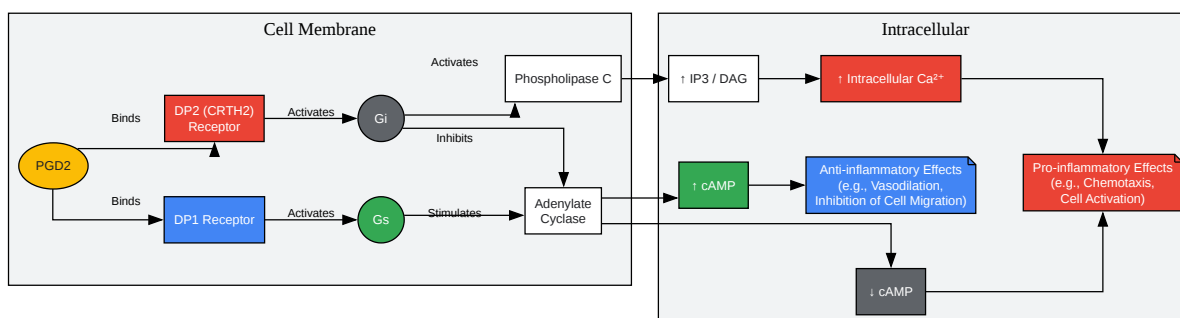 Cell Membrane
Intracellular
Activates
Phospholipase C
↑ IP3 / DAG
↑ Intracellular Ca²⁺
Binds
DP2 (CRTH2)
Receptor
Activates
Gi
Inhibits
PGD2
Binds
DP1 Receptor
Activates
Gs
Stimulates
Adenylate
Cyclase
↑ cAMP
Anti-inflammatory Effects
(e.g., Vasodilation,
Inhibition of Cell Migration)
Pro-inflammatory Effects
(e.g., Chemotaxis,
Cell Activation)
↓ cAMP